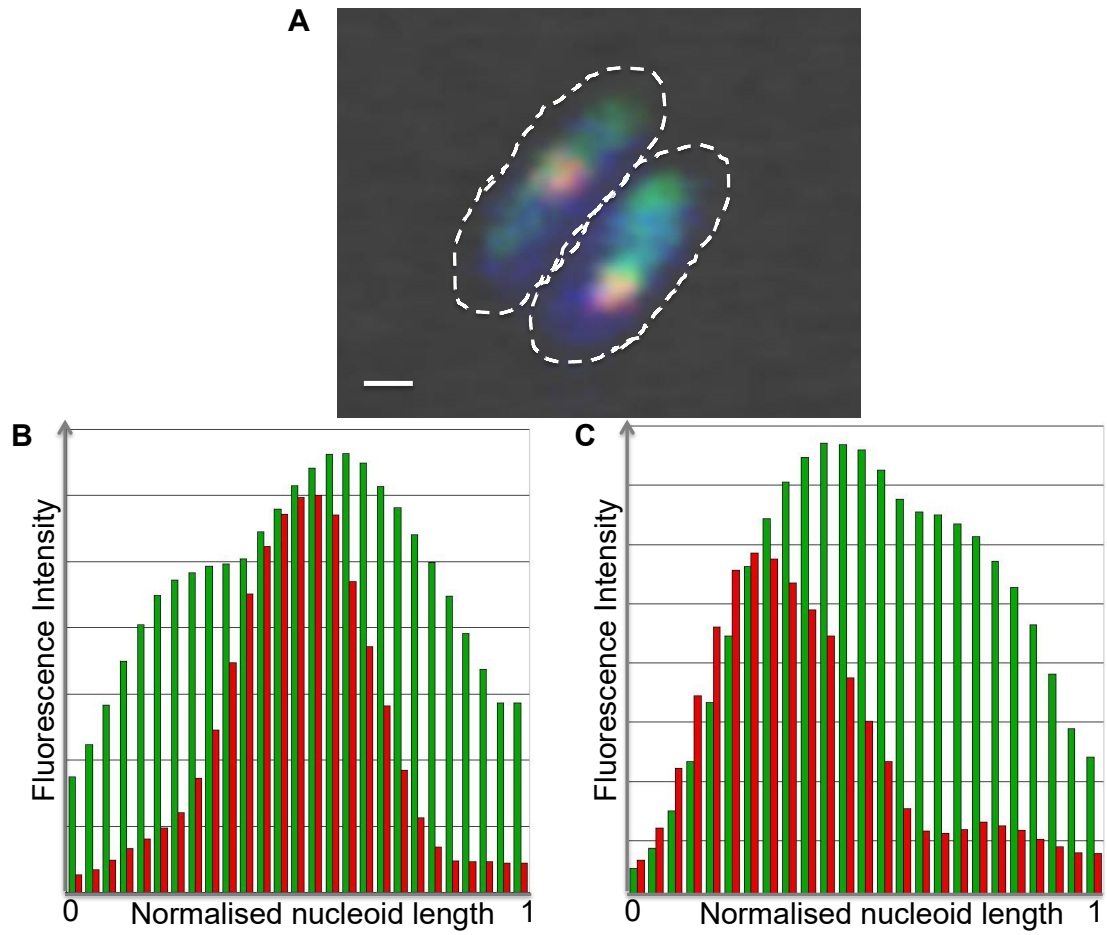 A
B
C
Fluorescence Intensity
Fluorescence Intensity
0 Normalised nucleoid length 1
0 Normalised nucleoid length 1